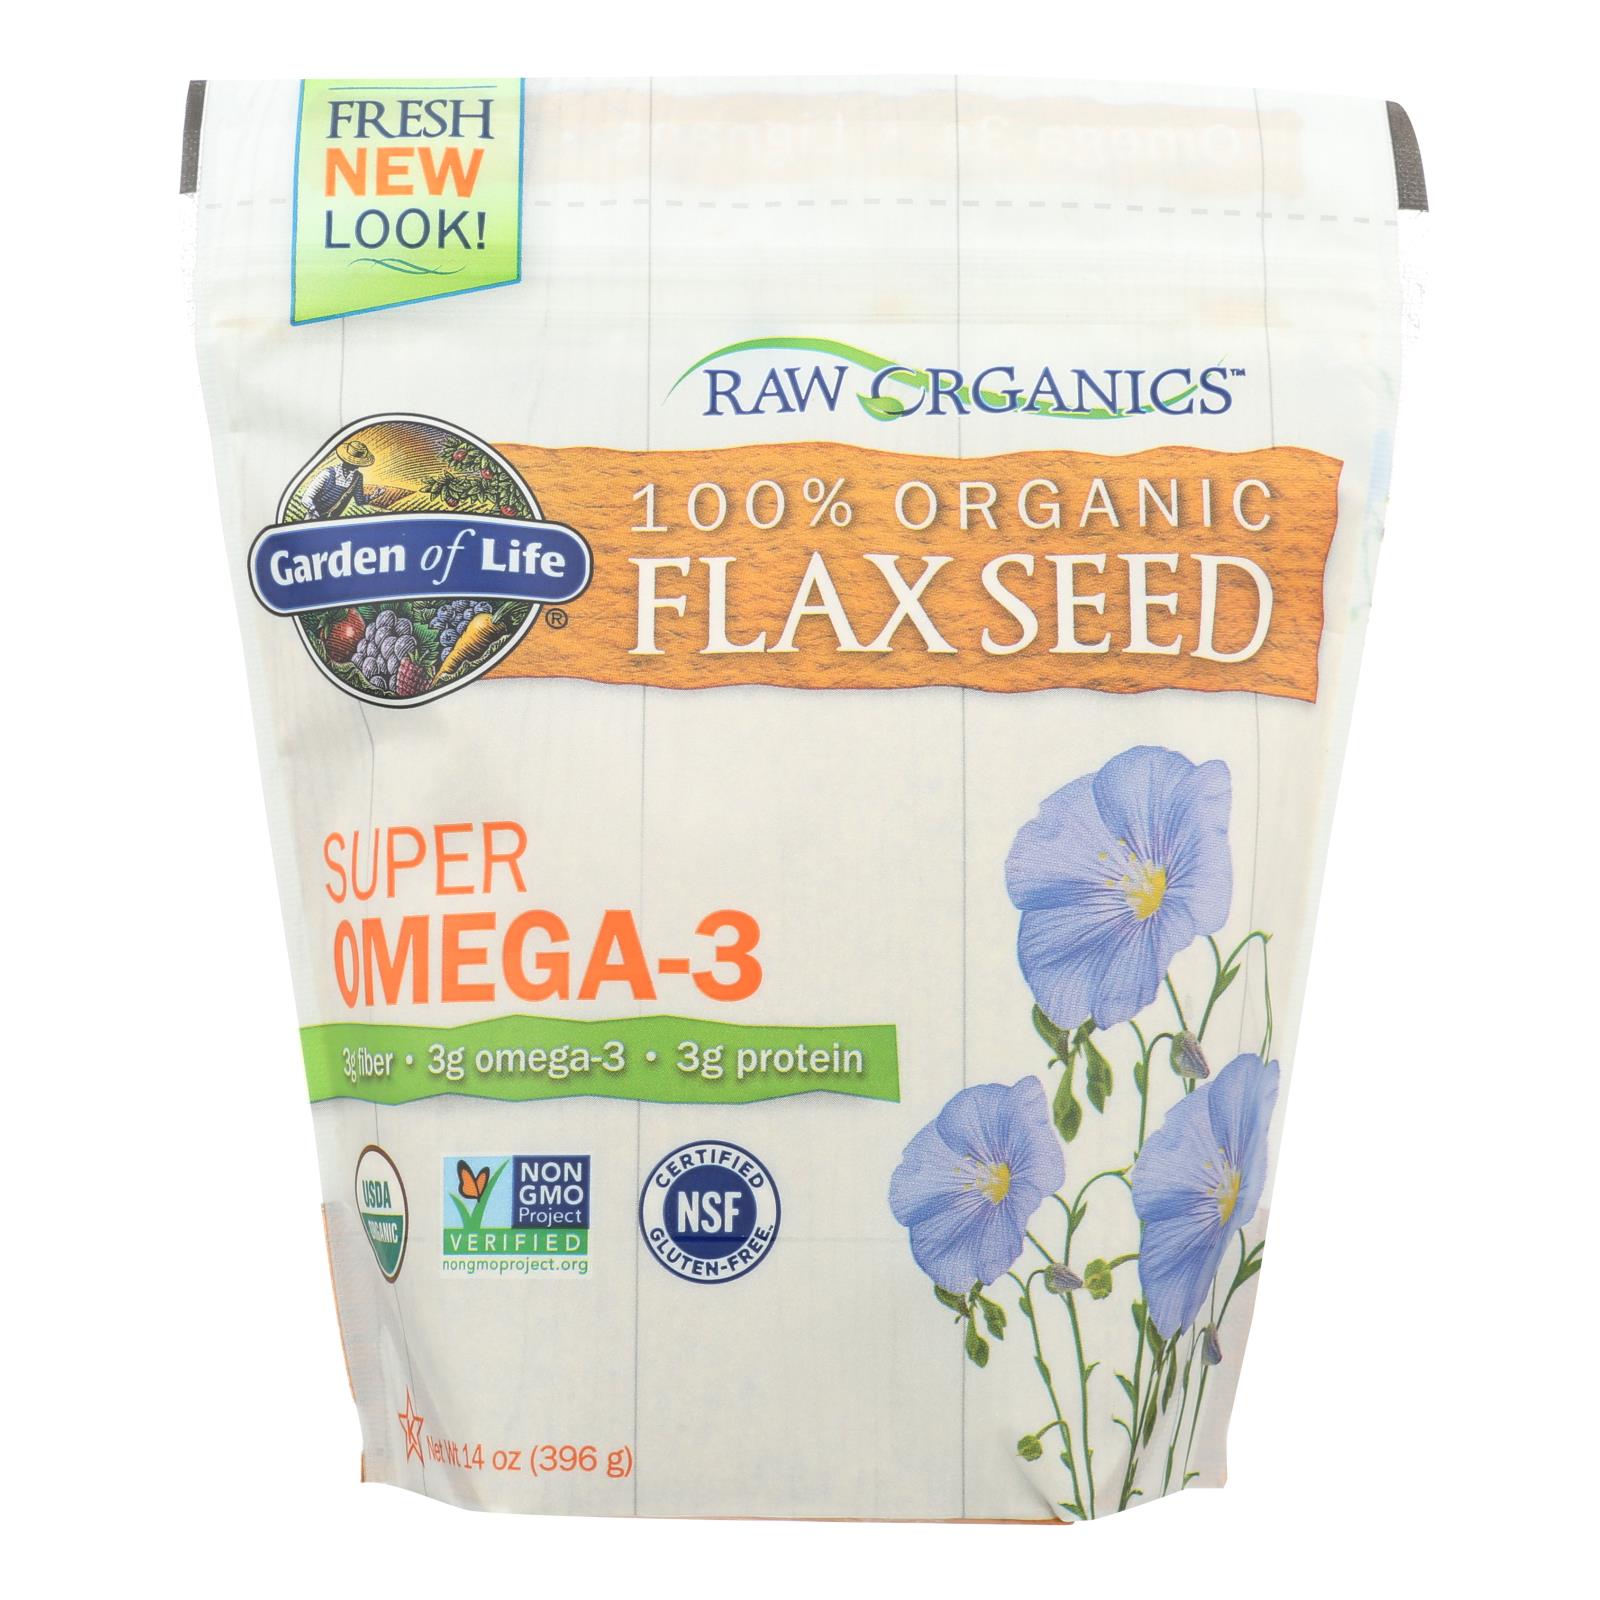 FRESH
NEW
LOOK!
RAW ORGANICS™
Garden of Life
®
100% ORGANIC
FLAX SEED
SUPER
OMEGA-3
3g fiber • 3g omega-3 • 3g protein
USDA
ORGANIC
NON
GMO
Project
VERIFIED
nongmoproject.org
CERTIFIED
NSF
GLUTEN-FREE™
K
Net Wt 14 oz (396 g)